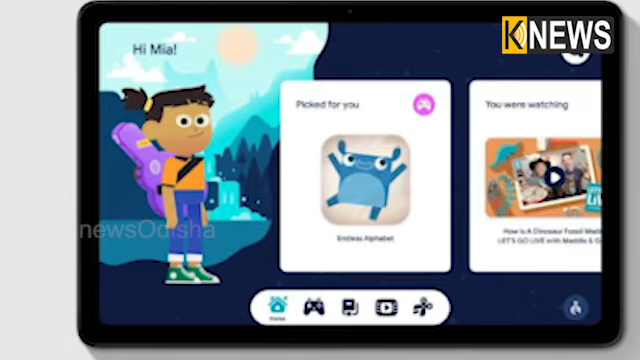 Hi Mia!
KNEWS
Picked for you
You were watching
Endless Alphabet
How Is A Dinosaur Fossil Made
LET'S GO LIVE with Maddie & G
knewsOdisha
Home